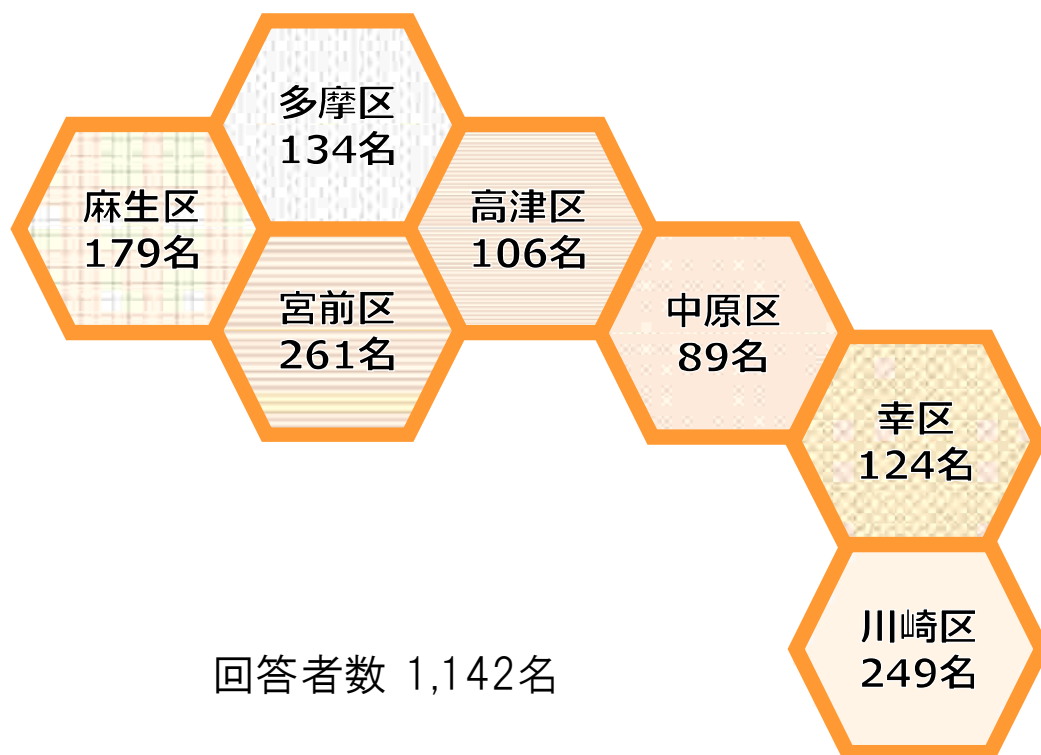 多摩区
134名
麻生区
179名
高津区
106名
宮前区
261名
中原区
89名
幸区
124名
川崎区
249名
回答者数 1,142名